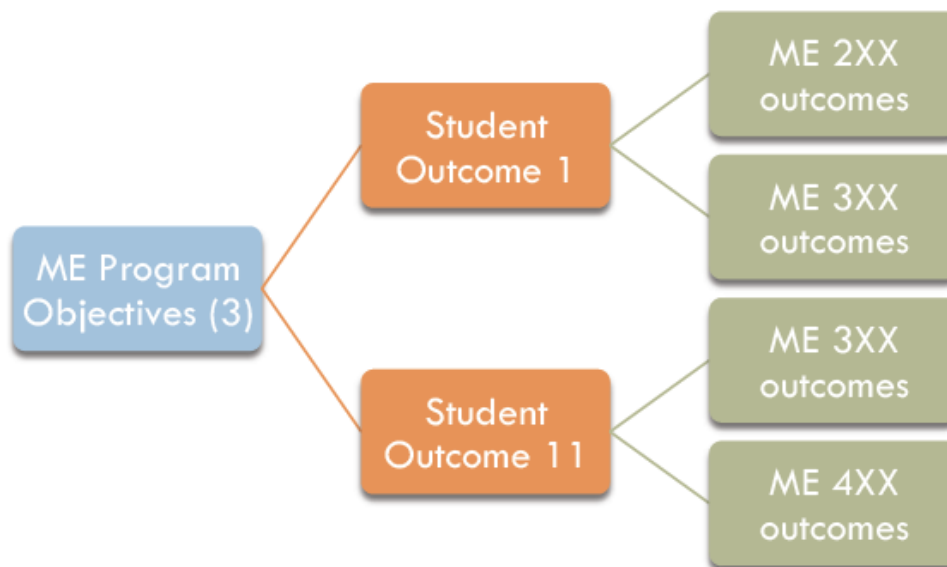 ME Program
Objectives (3)
Student
Outcome 1
ME 2XX
outcomes
ME 3XX
outcomes
Student
Outcome 11
ME 3XX
outcomes
ME 4XX
outcomes